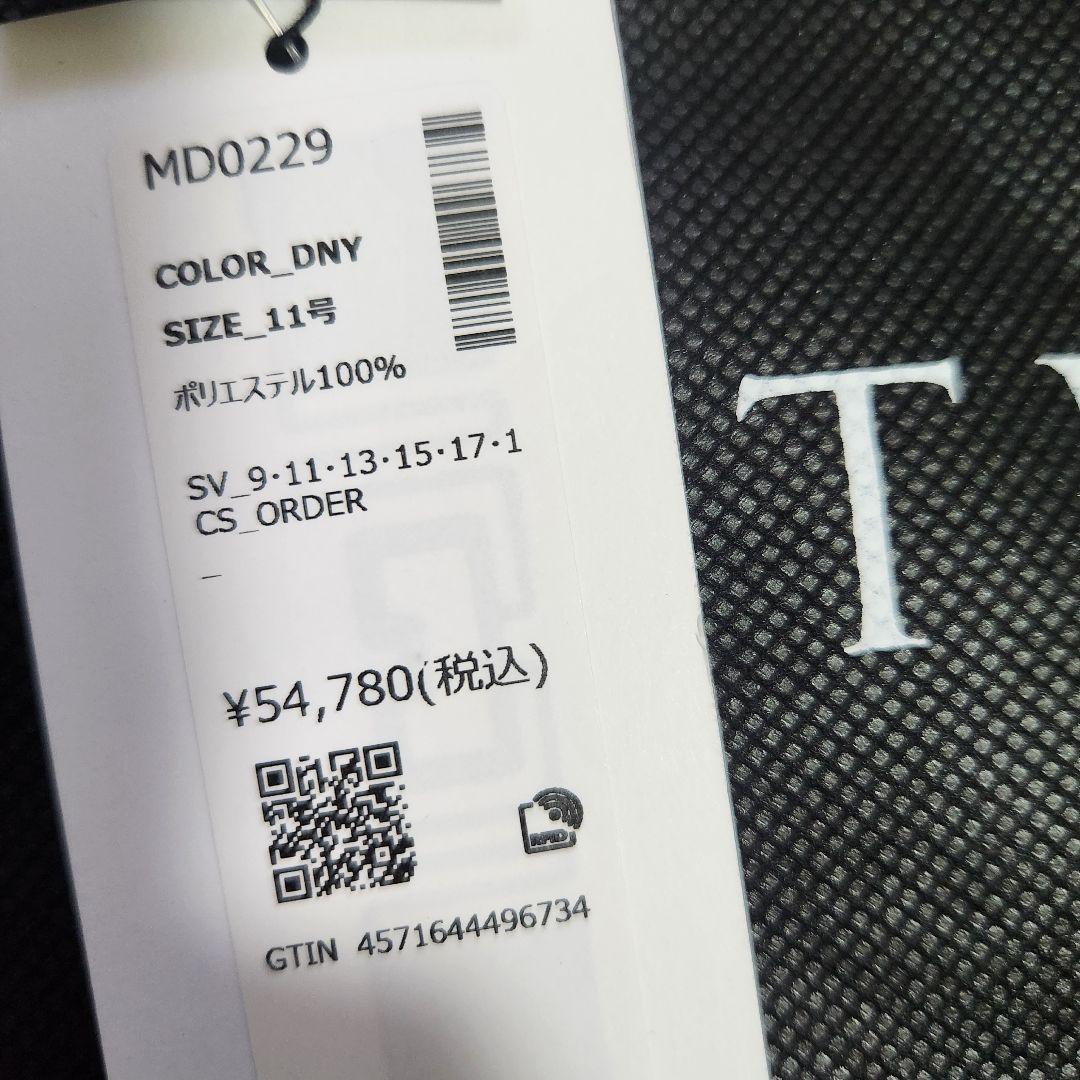 MD0229
COLOR_DNY
SIZE_11号
ポリエステル100%
SV_9・11・13・15・17・1
CS_ORDER
_
¥54,780(税込)
RFID
GTIN 4571644496734
T